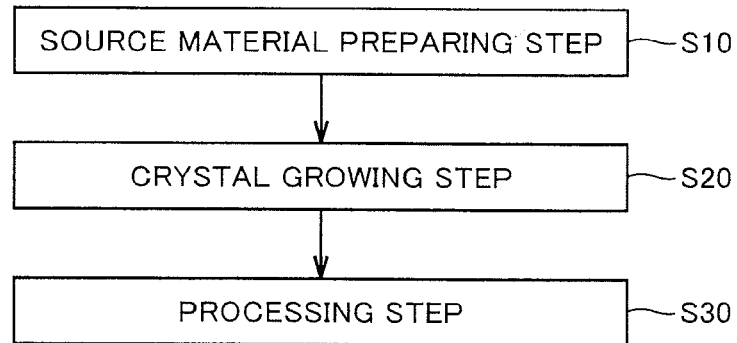 SOURCE MATERIAL PREPARING STEP S10
CRYSTAL GROWING STEP S20
PROCESSING STEP S30